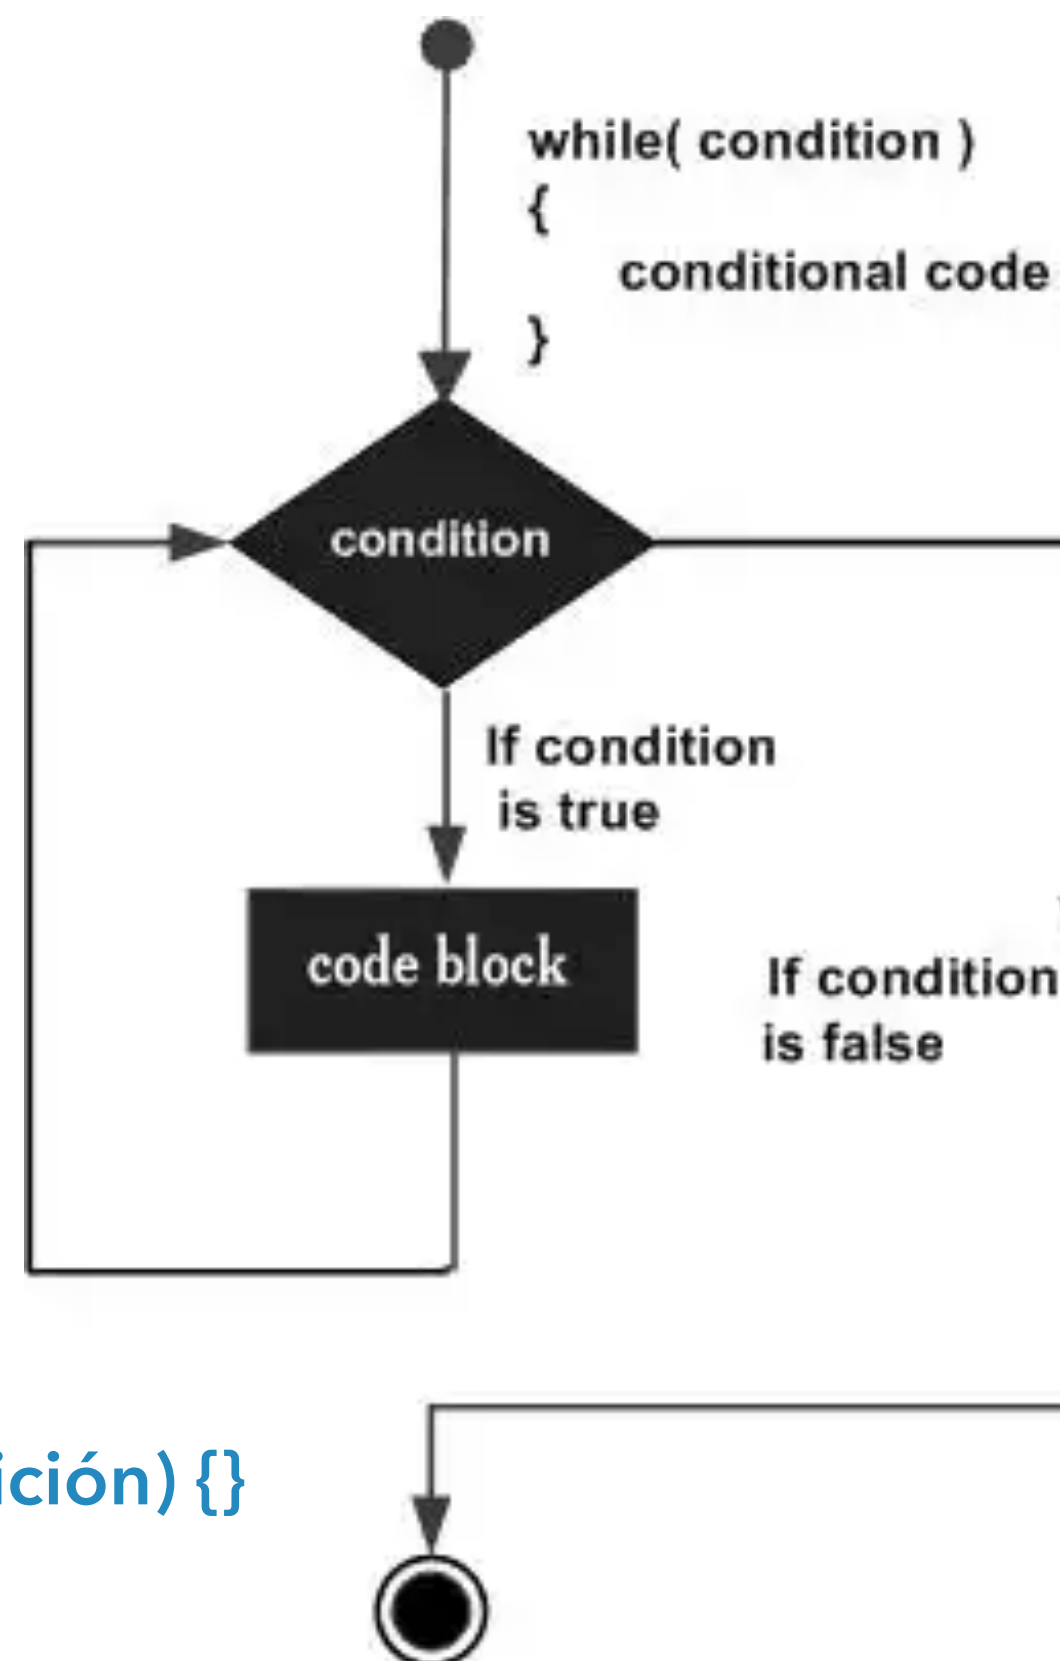 while( condition )
{
conditional code
}
condition
If condition
is true
code block
If condition
is false
ición) {}